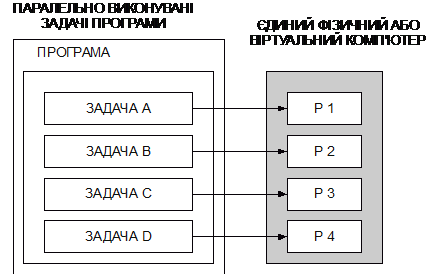 ПАРАЛЕЛЬНО ВИКОНУВАНІ
ЗАДАЧІ ПРОГРАМИ
ЄДИНИЙ ФІЗИЧНИЙ АБО
ВІРТУАЛЬНИЙ КОМП'ЮТЕР
ПРОГРАМА
ЗАДАЧА A
P 1
ЗАДАЧА B
P 2
ЗАДАЧА C
P 3
ЗАДАЧА D
P 4